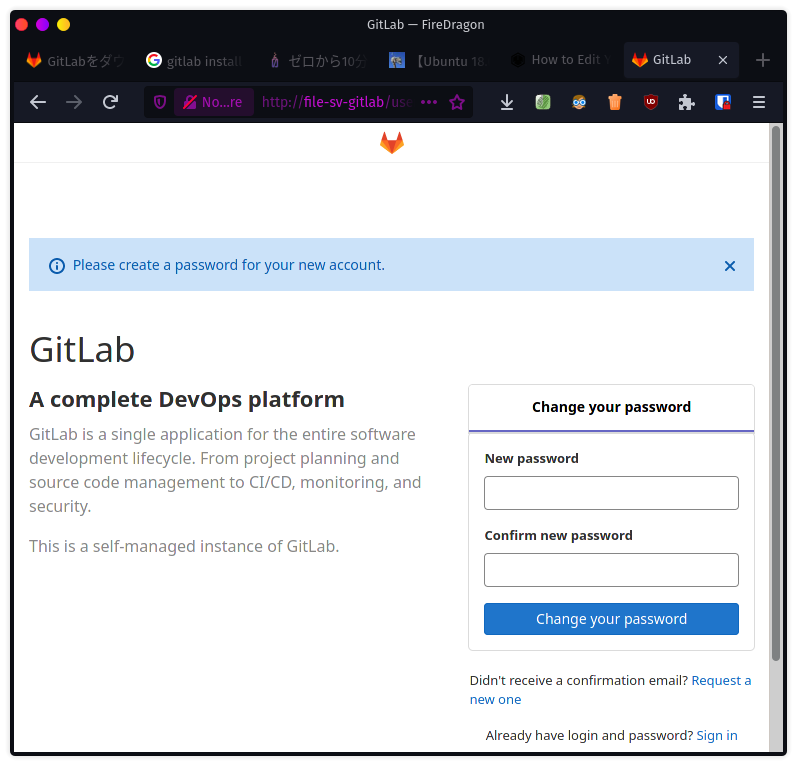 GitLab — FireDragon
GitLabをダウ
gitlab install
ゼロから10分
【Ubuntu 18.
How to Edit
GitLab
No...re
http://file-sv-gitlab/use
Please create a password for your new account.
GitLab
A complete DevOps platform
GitLab is a single application for the entire software
development lifecycle. From project planning and
source code management to CI/CD, monitoring, and
security.
This is a self-managed instance of GitLab.
Change your password
New password
Confirm new password
Change your password
Didn't receive a confirmation email? Request a
new one
Already have login and password? Sign in